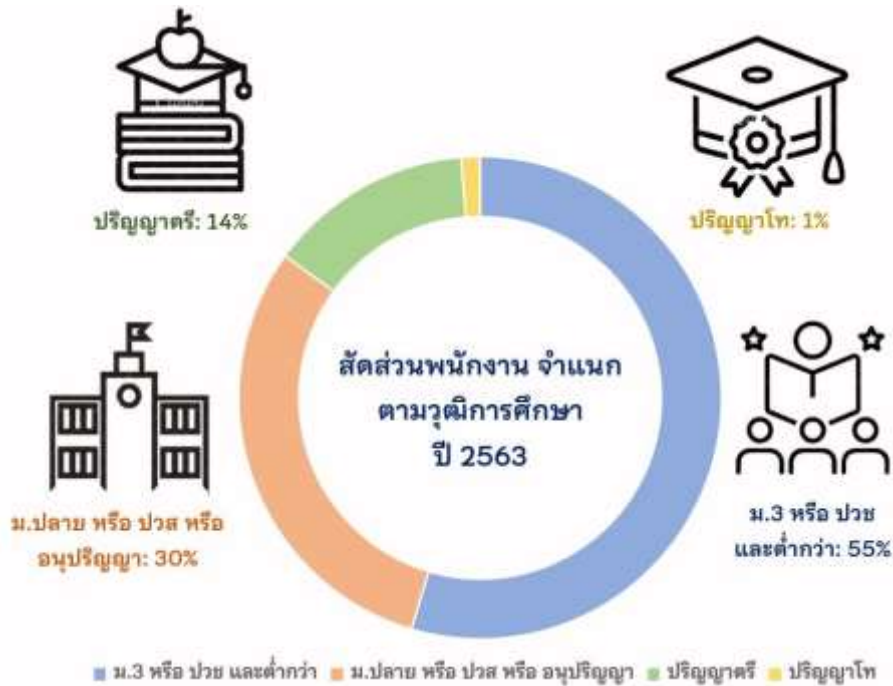 ปริญญาตรี: 14%
ปริญญาโท: 1%
สัดส่วนพนักงาน จำแนก
ตามวุฒิการศึกษา
ปี 2563
ม.ปลาย หรือ ปวส หรือ
อนุปริญญา: 30%
ม.3 หรือ ปวช
และต่ำกว่า: 55%
ม.3 หรือ ปวช และต่ำกว่า ม.ปลาย หรือ ปวส หรือ อนุปริญญา ปริญญาตรี ปริญญาโท